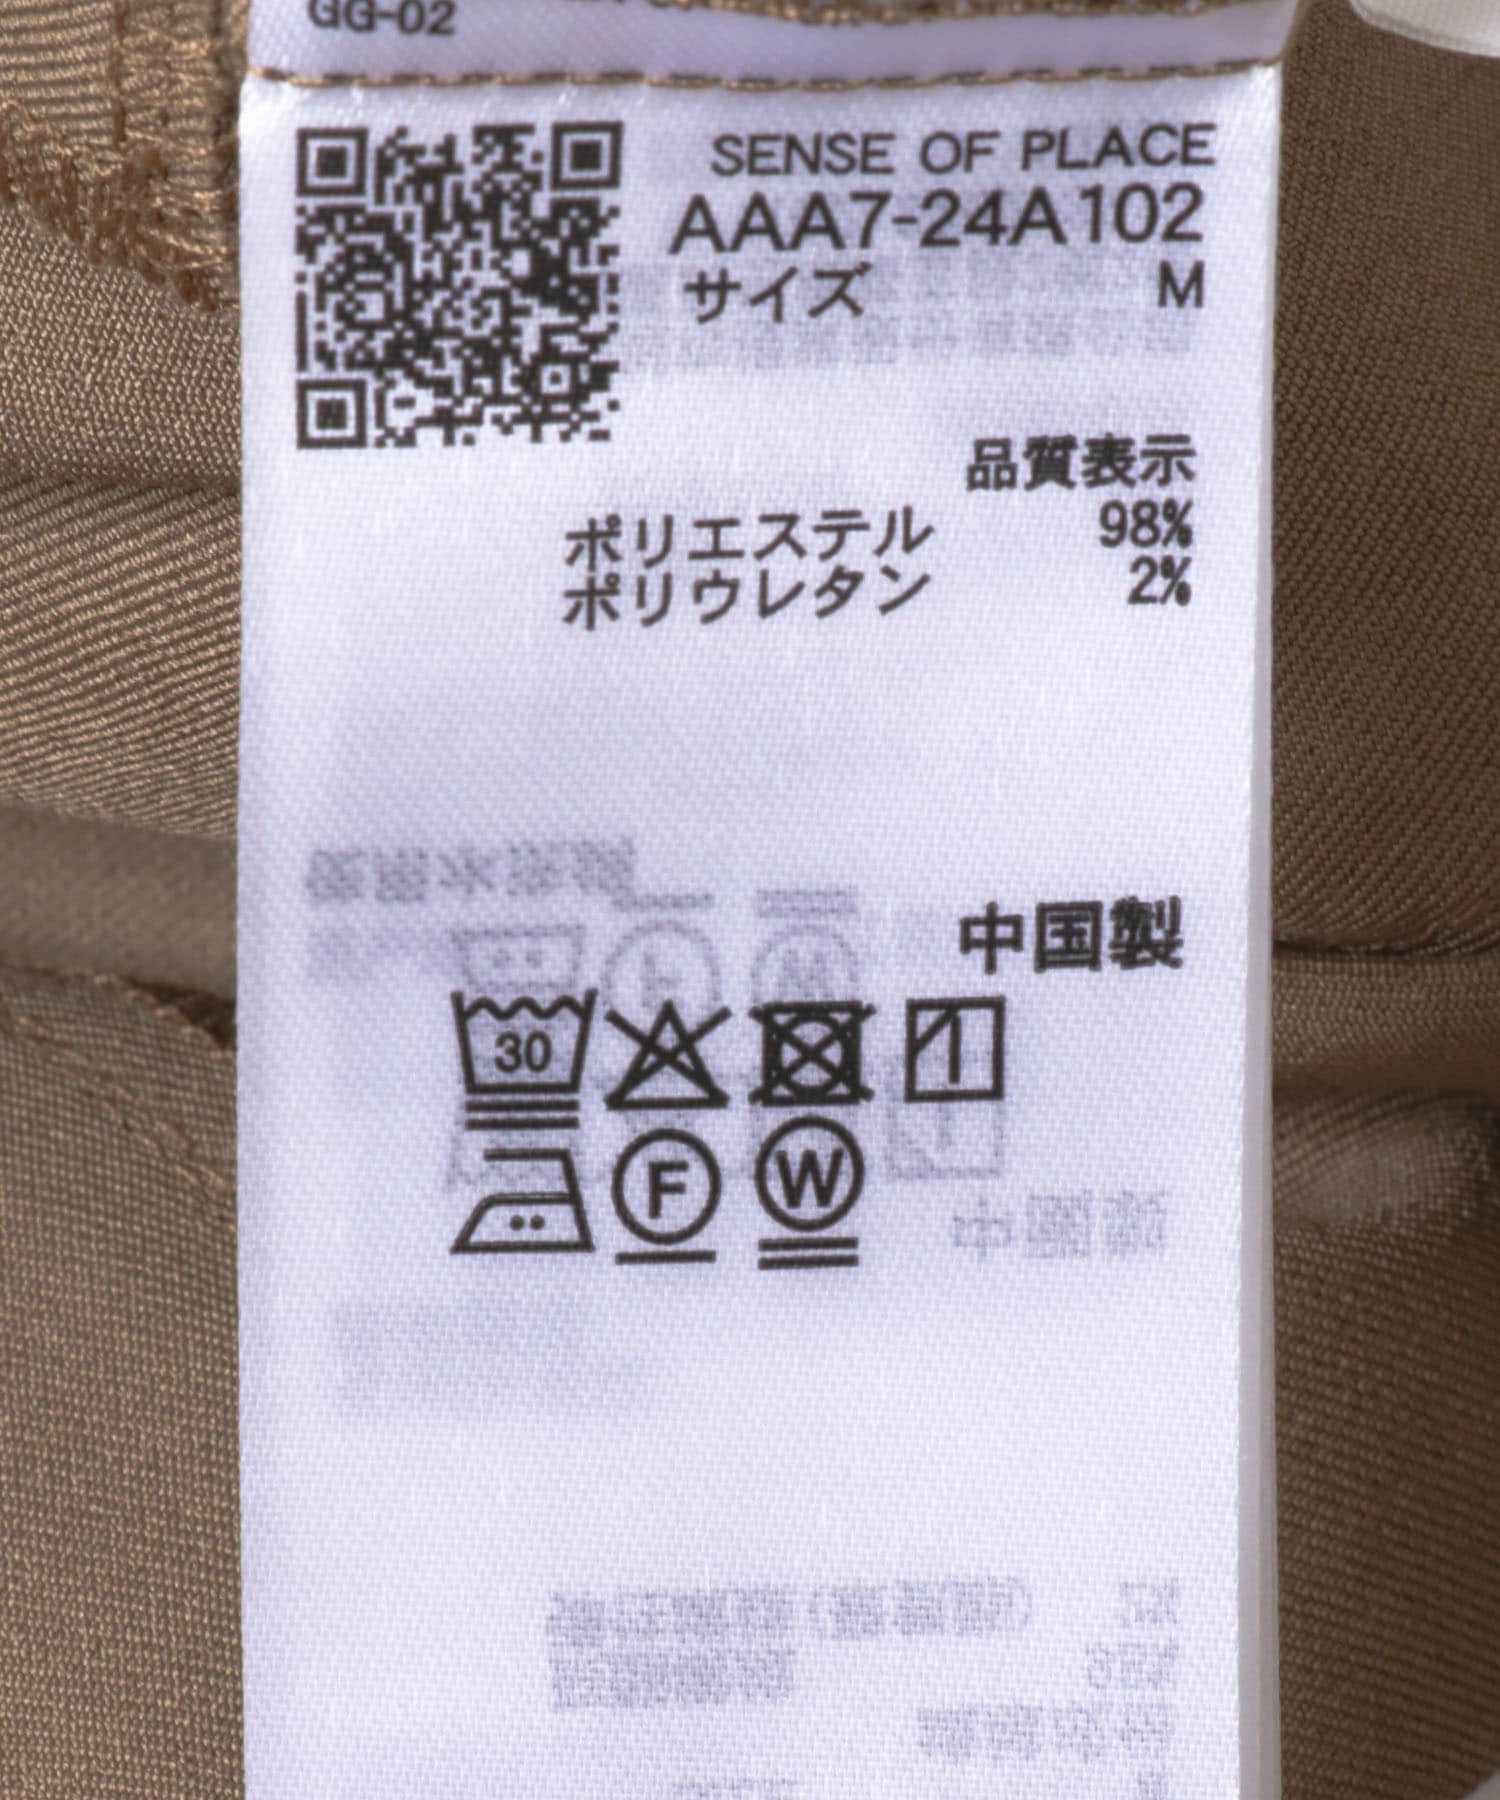 GG-02
SENSE OF PLACE
AAA7-24A102
サイズ M
品質表示
ポリエステル 98%
ポリウレタン 2%
中国製
30
F W